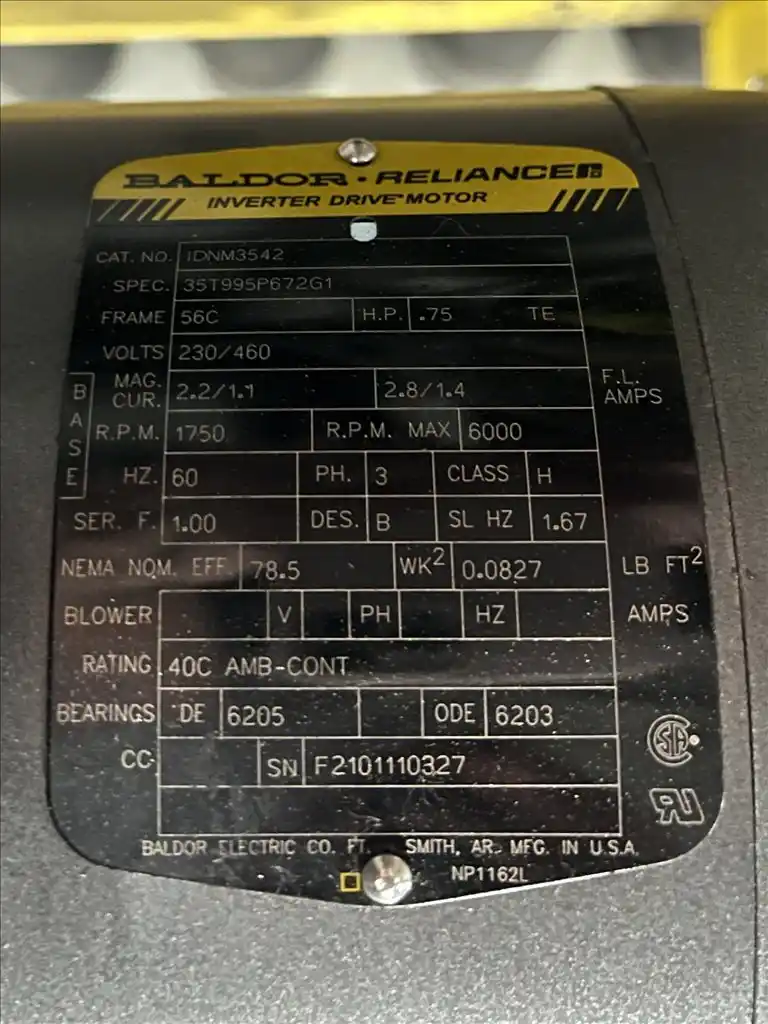 BALDOR · RELIANCE
INVERTER DRIVE™ MOTOR
CAT. NO. IDNM3542
SPEC. 35T995P672G1
FRAME 56C H.P. .75 TE
VOLTS 230/460
BASE
MAG. CUR. 2.2/1.1 2.8/1.4 F.L. AMPS
R.P.M. 1750 R.P.M. MAX 6000
HZ. 60 PH. 3 CLASS H
SER. F. 1.00 DES. B SL HZ 1.67
NEMA NOM. EFF. 78.5 WK² 0.0827 LB FT²
BLOWER V PH HZ AMPS
RATING 40C AMB-CONT
BEARINGS DE 6205 ODE 6203
CC SN F2101110327
BALDOR ELECTRIC CO. FT. SMITH, AR. MFG. IN U.S.A.
NP1162L